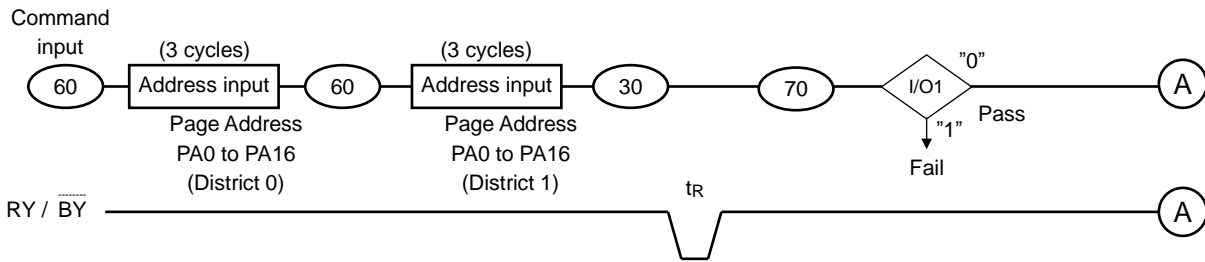 Command
input
(3 cycles)
(3 cycles)
60
Address input
60
Address input
30
70
I/O1
”0”
A
Page Address
PA0 to PA16
(District 0)
Page Address
PA0 to PA16
(District 1)
Pass
”1”
Fail
tR
RY / BY
A